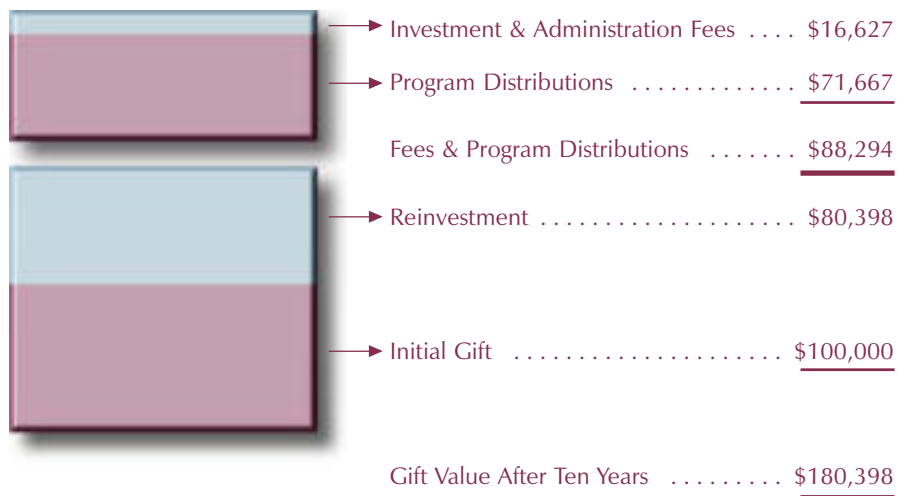 Investment & Administration Fees .... $16,627
Program Distributions ............. $71,667
Fees & Program Distributions ....... $88,294
Reinvestment .................... $80,398
Initial Gift ..................... $100,000
Gift Value After Ten Years ......... $180,398